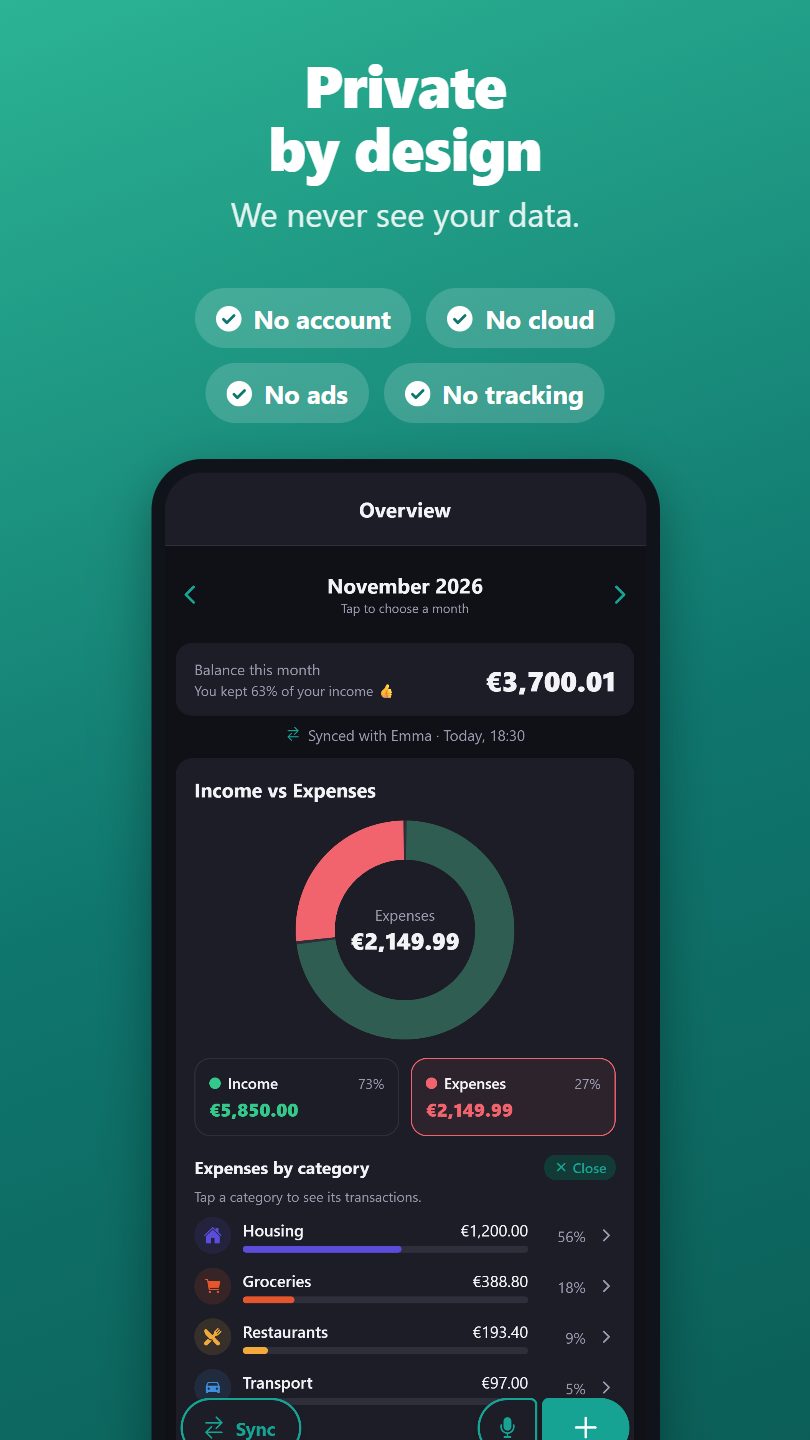 Private
by design
We never see your data.
No account
No cloud
No ads
No tracking
Overview
November 2026
Tap to choose a month
Balance this month
You kept 63% of your income 👍
€3,700.01
Synced with Emma · Today, 18:30
Income vs Expenses
Expenses
€2,149.99
Income 73%
€5,850.00
Expenses 27%
€2,149.99
Expenses by category
✕ Close
Tap a category to see its transactions.
Housing €1,200.00 56%
Groceries €388.80 18%
Restaurants €193.40 9%
Transport €97.00 5%
Sync